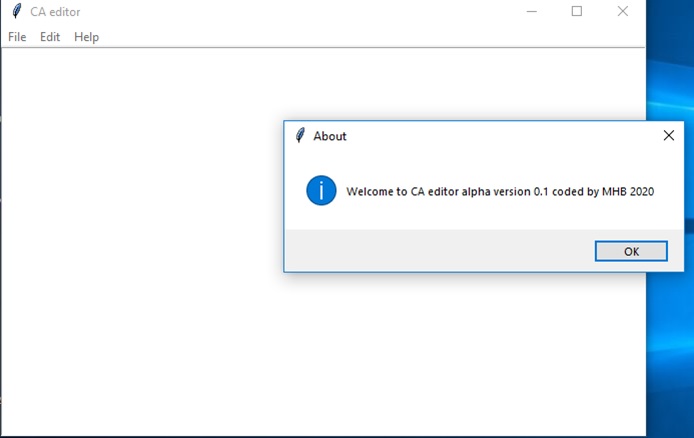 CA editor
File Edit Help
About
Welcome to CA editor alpha version 0.1 coded by MHB 2020
OK